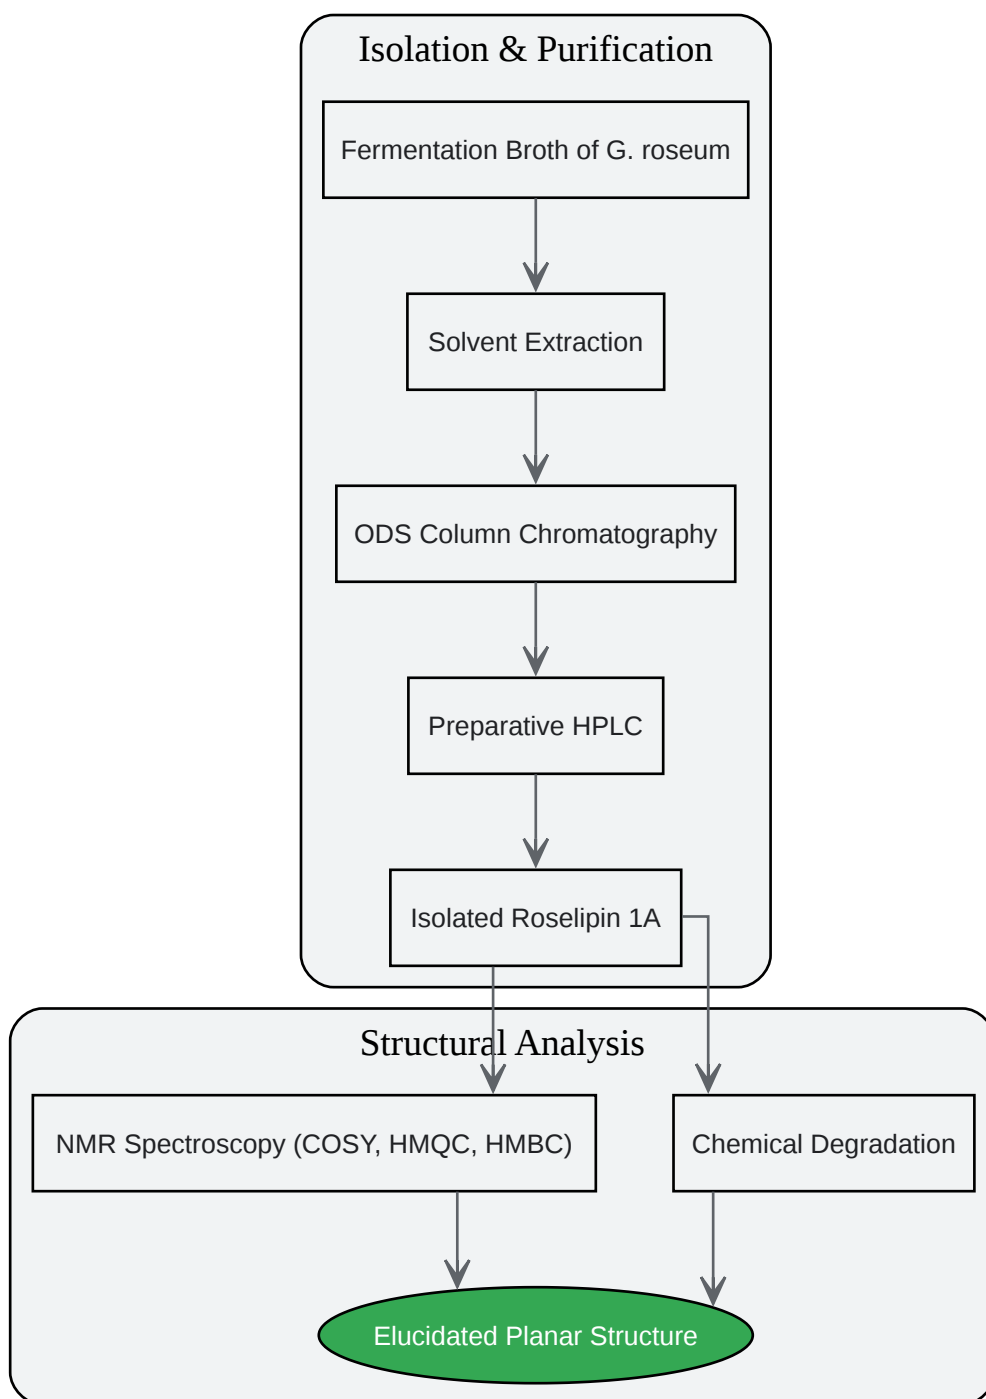 Isolation & Purification
Fermentation Broth of G. roseum
Solvent Extraction
ODS Column Chromatography
Preparative HPLC
Isolated Roselipin 1A
Structural Analysis
NMR Spectroscopy (COSY, HMQC, HMBC)
Chemical Degradation
Elucidated Planar Structure